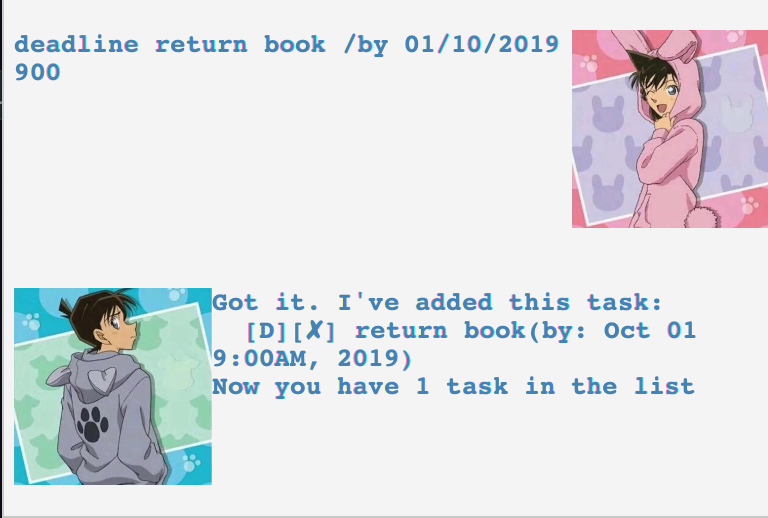 deadline return book /by 01/10/2019
900
Got it. I've added this task:
  [D][✘] return book(by: Oct 01
9:00AM, 2019)
Now you have 1 task in the list